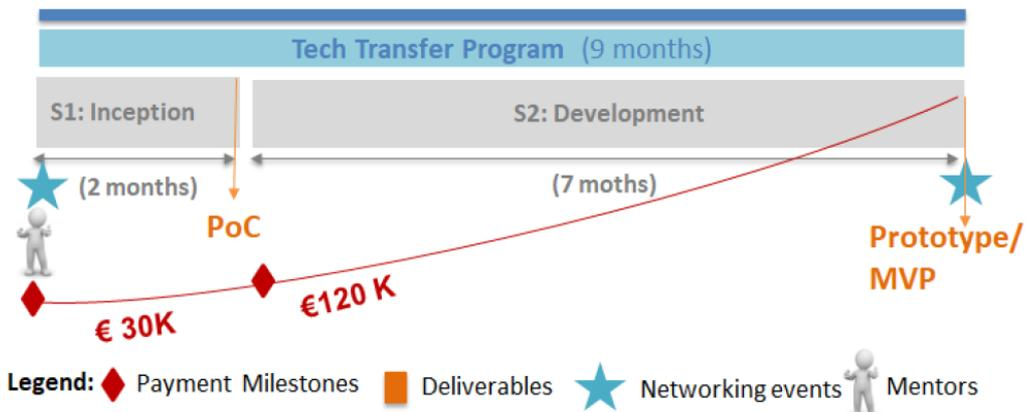 Tech Transfer Program (9 months)
S1: Inception
S2: Development
(2 months)
(7 moths)
PoC
Prototype/
MVP
€ 30K
€120 K
Legend: Payment Milestones Deliverables Networking events Mentors